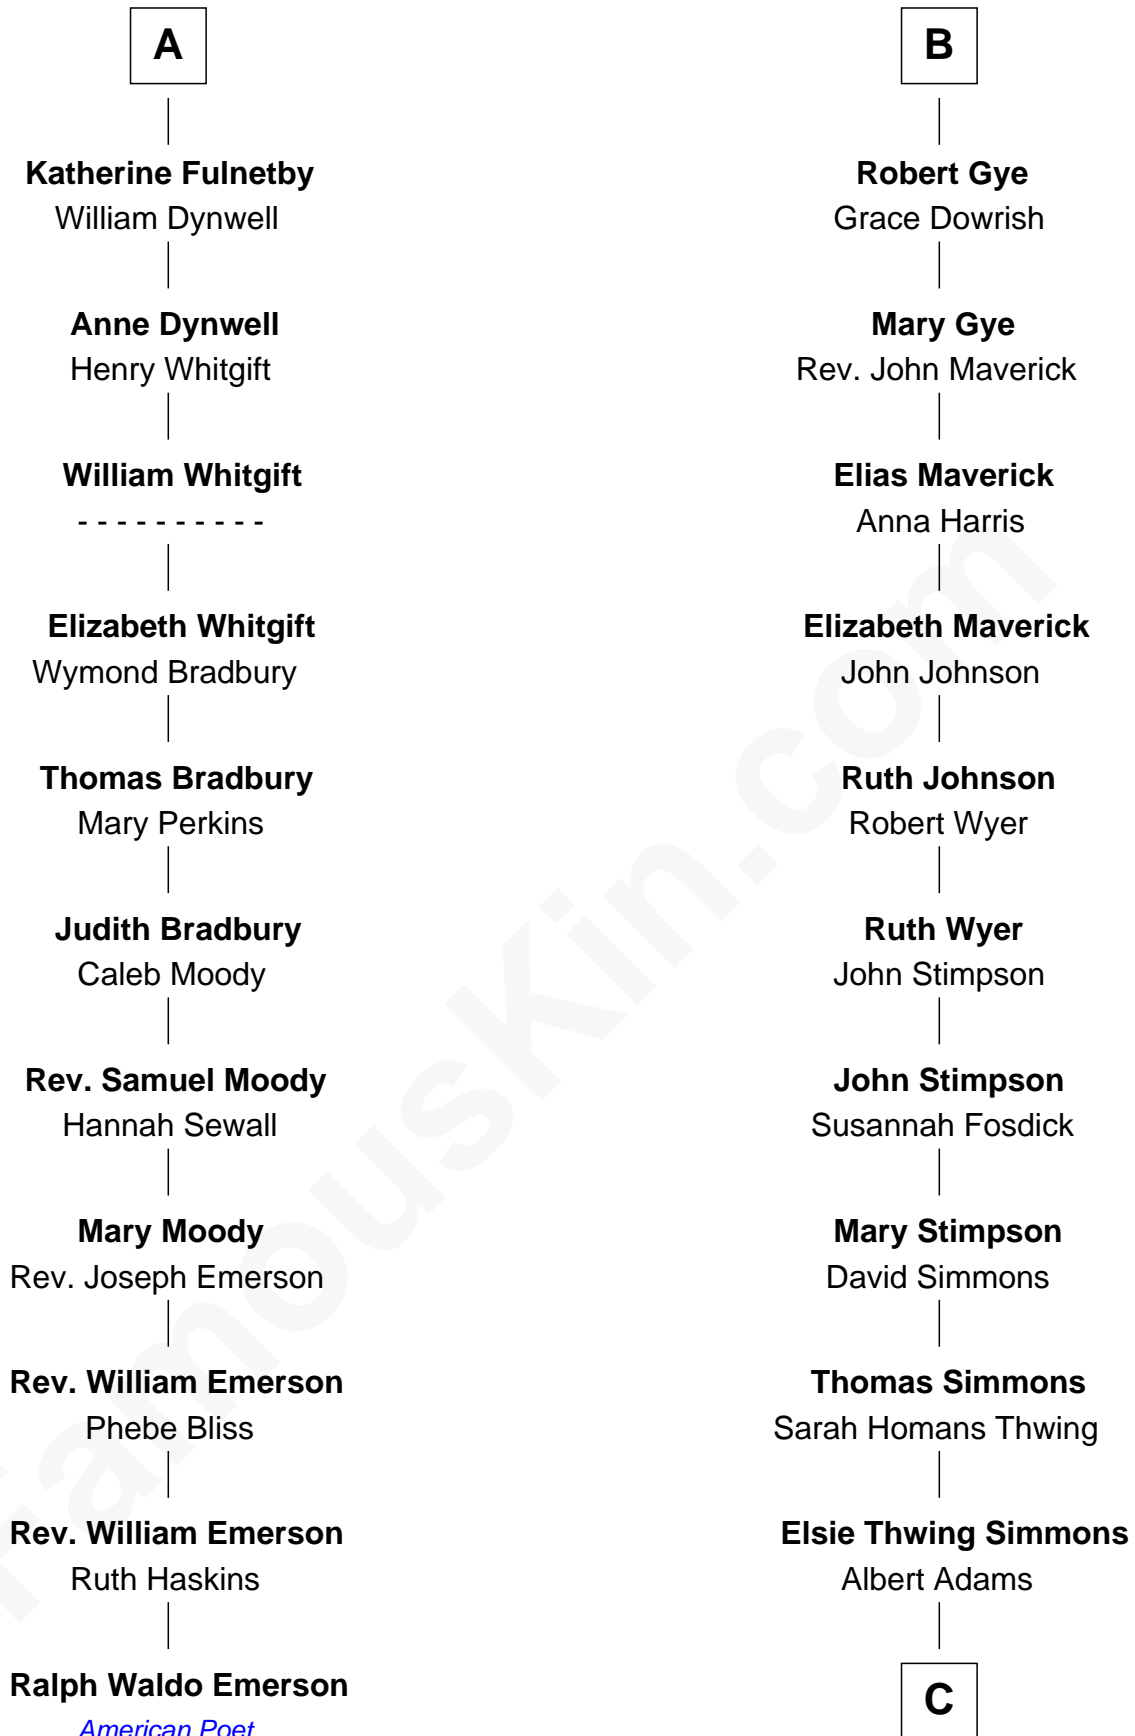 A
Katherine Fulnetby
William Dynwell
Anne Dynwell
Henry Whitgift
William Whitgift
- - - - - - - - - -
Elizabeth Whitgift
Wymond Bradbury
Thomas Bradbury
Mary Perkins
Judith Bradbury
Caleb Moody
Rev. Samuel Moody
Hannah Sewall
Mary Moody
Rev. Joseph Emerson
Rev. William Emerson
Phebe Bliss
Rev. William Emerson
Ruth Haskins
Ralph Waldo Emerson
American Poet
B
Robert Gye
Grace Dowrish
Mary Gye
Rev. John Maverick
Elias Maverick
Anna Harris
Elizabeth Maverick
John Johnson
Ruth Johnson
Robert Wyer
Ruth Wyer
John Stimpson
John Stimpson
Susannah Fosdick
Mary Stimpson
David Simmons
Thomas Simmons
Sarah Homans Thwing
Elsie Thwing Simmons
Albert Adams
C
FamousKin.com